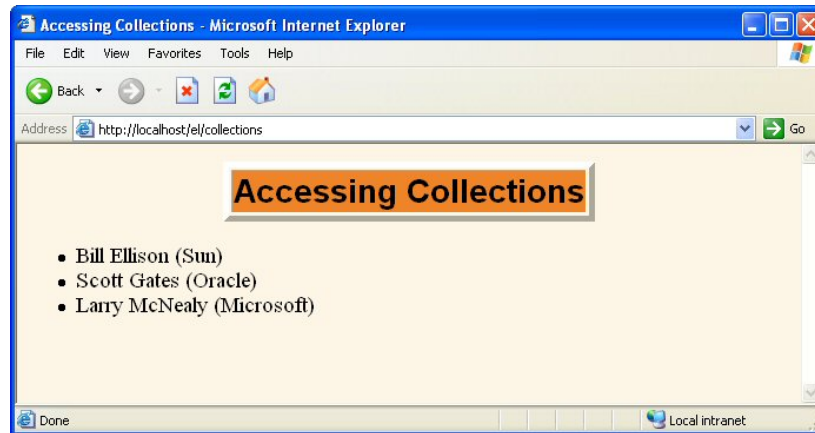 Accessing Collections - Microsoft Internet Explorer
File Edit View Favorites Tools Help
Back
Address http://localhost/el/collections Go
Accessing Collections
• Bill Ellison (Sun)
• Scott Gates (Oracle)
• Larry McNealy (Microsoft)
Done Local intranet